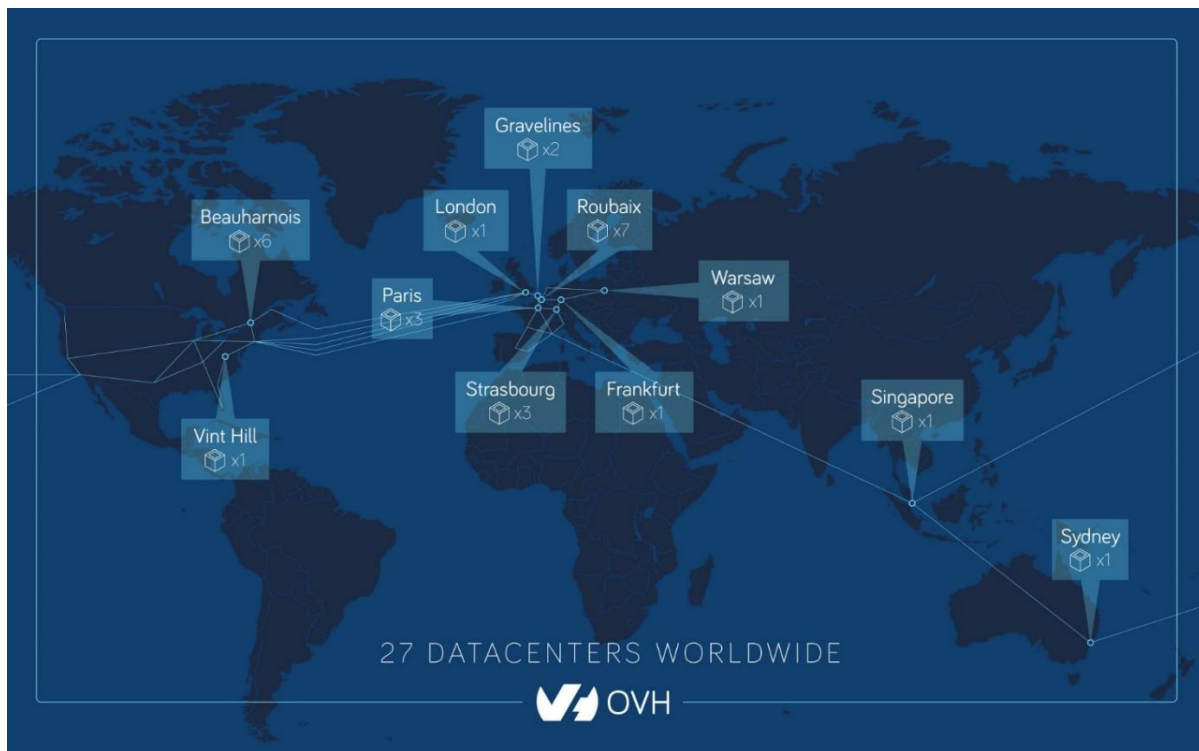 Gravelines
x2
London
x1
Roubaix
x7
Beauharnois
x6
Warsaw
x1
Paris
x3
Strasbourg
x3
Frankfurt
x1
Singapore
x1
Vint Hill
x1
Sydney
x1
27 DATACENTERS WORLDWIDE
OVH